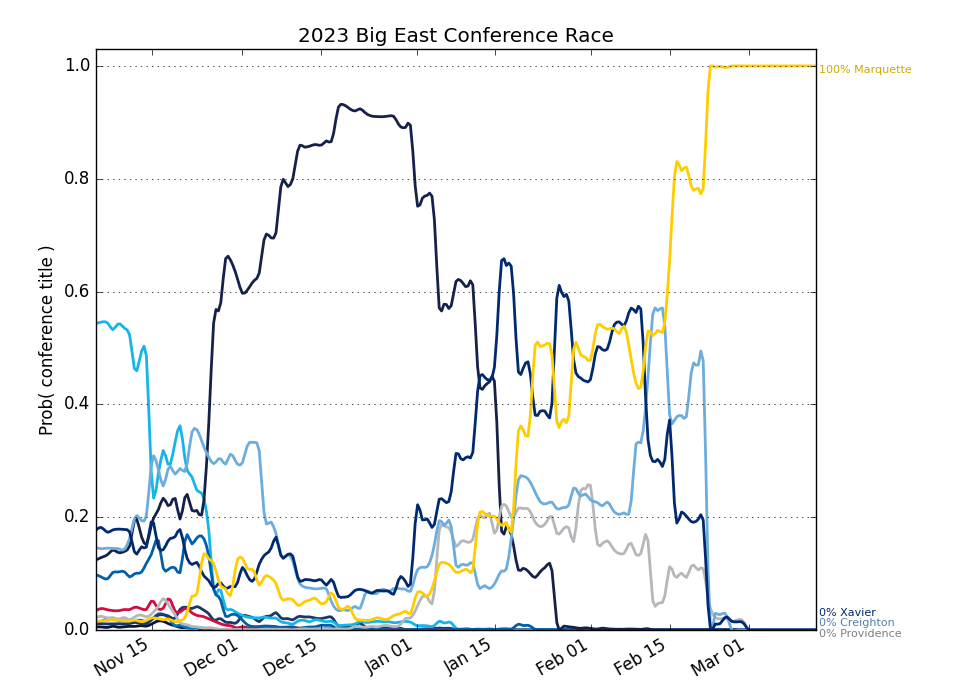 2023 Big East Conference Race
Prob( conference title )
1.0
0.8
0.6
0.4
0.2
0.0
Nov 15
Dec 01
Dec 15
Jan 01
Jan 15
Feb 01
Feb 15
Mar 01
100% Marquette
0% Xavier
0% Creighton
0% Providence